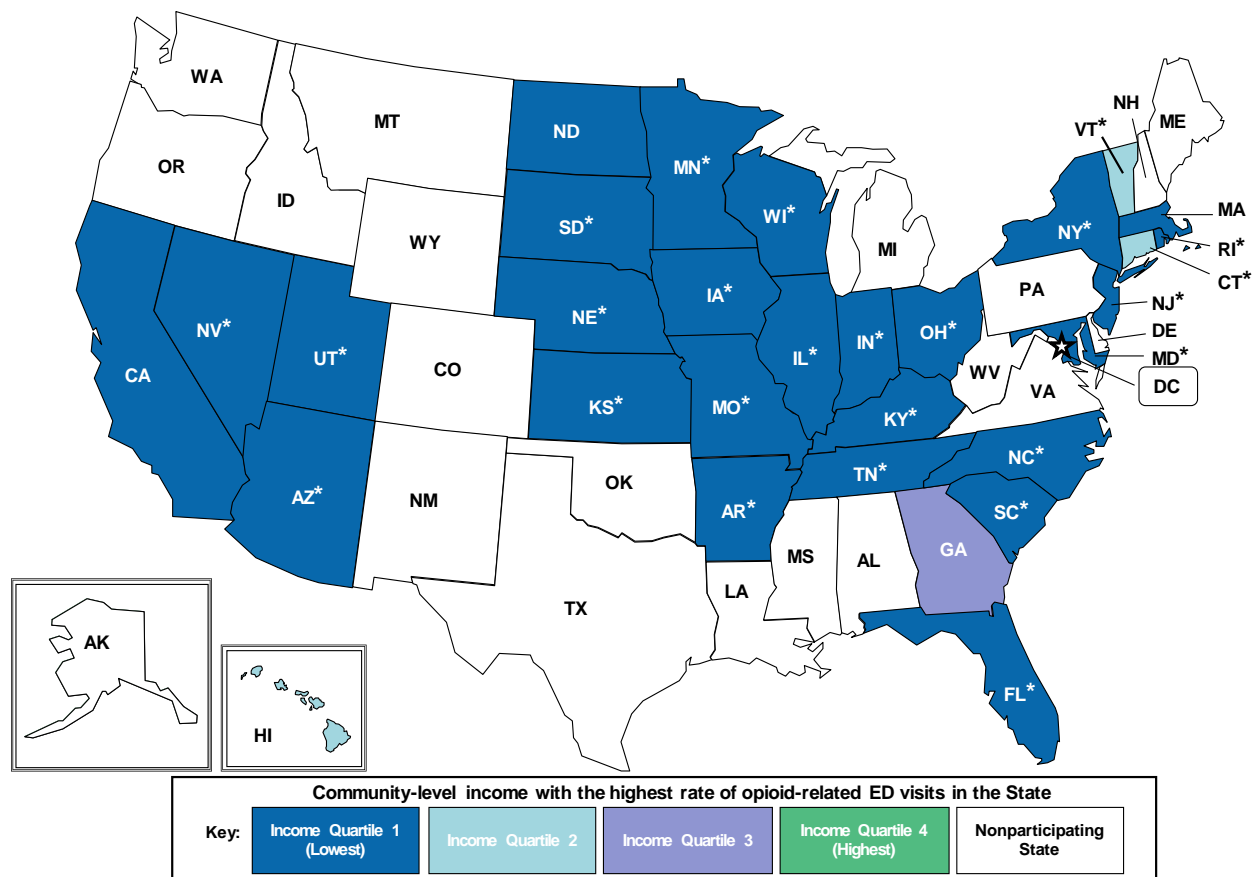 WA
MT
ND
MN*
OR
ID
WY
SD*
WI*
MI
VT*
NH
ME
NY*
MA
RI*
CT*
PA
NJ*
DE
MD*
DC
NE*
IA*
IL*
IN*
OH*
WV
VA
NV*
UT*
CA
CO
KS*
MO*
KY*
NC*
TN*
SC*
AZ*
NM
OK
AR*
MS
AL
GA
TX
LA
FL*
AK
HI
Community-level income with the highest rate of opioid-related ED visits in the State
Key:
Income Quartile 1
(Lowest)
Income Quartile 2
Income Quartile 3
Income Quartile 4
(Highest)
Nonparticipating
State